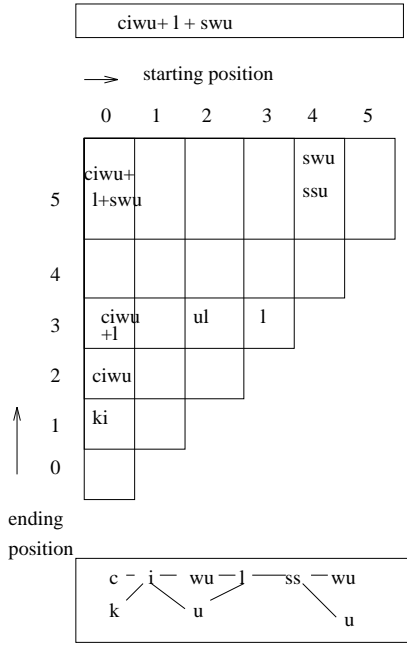 ciwu+ l + swu
starting position
0 1 2 3 4 5
ciwu+ swu
l+swu ssu
5
4
3 ciwu ul l
+l
2 ciwu
1 ki
0
ending
position
c i wu l ss wu
k u u